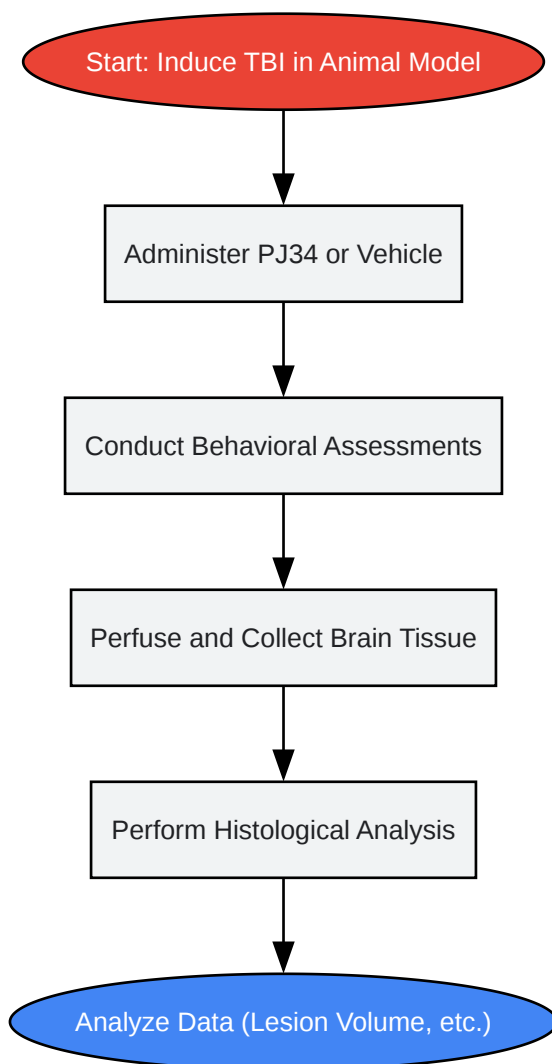 Start: Induce TBI in Animal Model
Administer PJ34 or Vehicle
Conduct Behavioral Assessments
Perfuse and Collect Brain Tissue
Perform Histological Analysis
Analyze Data (Lesion Volume, etc.)